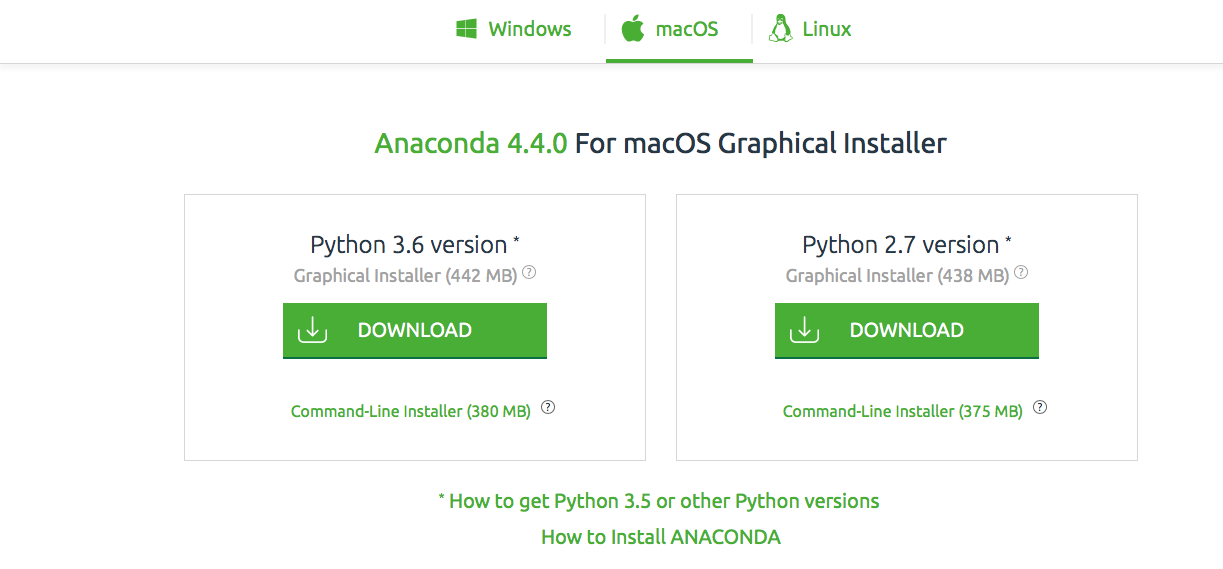 Windows macOS Linux
Anaconda 4.4.0 For macOS Graphical Installer
Python 3.6 version *
Graphical Installer (442 MB) ?
DOWNLOAD
Command-Line Installer (380 MB) ?
Python 2.7 version *
Graphical Installer (438 MB) ?
DOWNLOAD
Command-Line Installer (375 MB) ?
* How to get Python 3.5 or other Python versions
How to Install ANACONDA